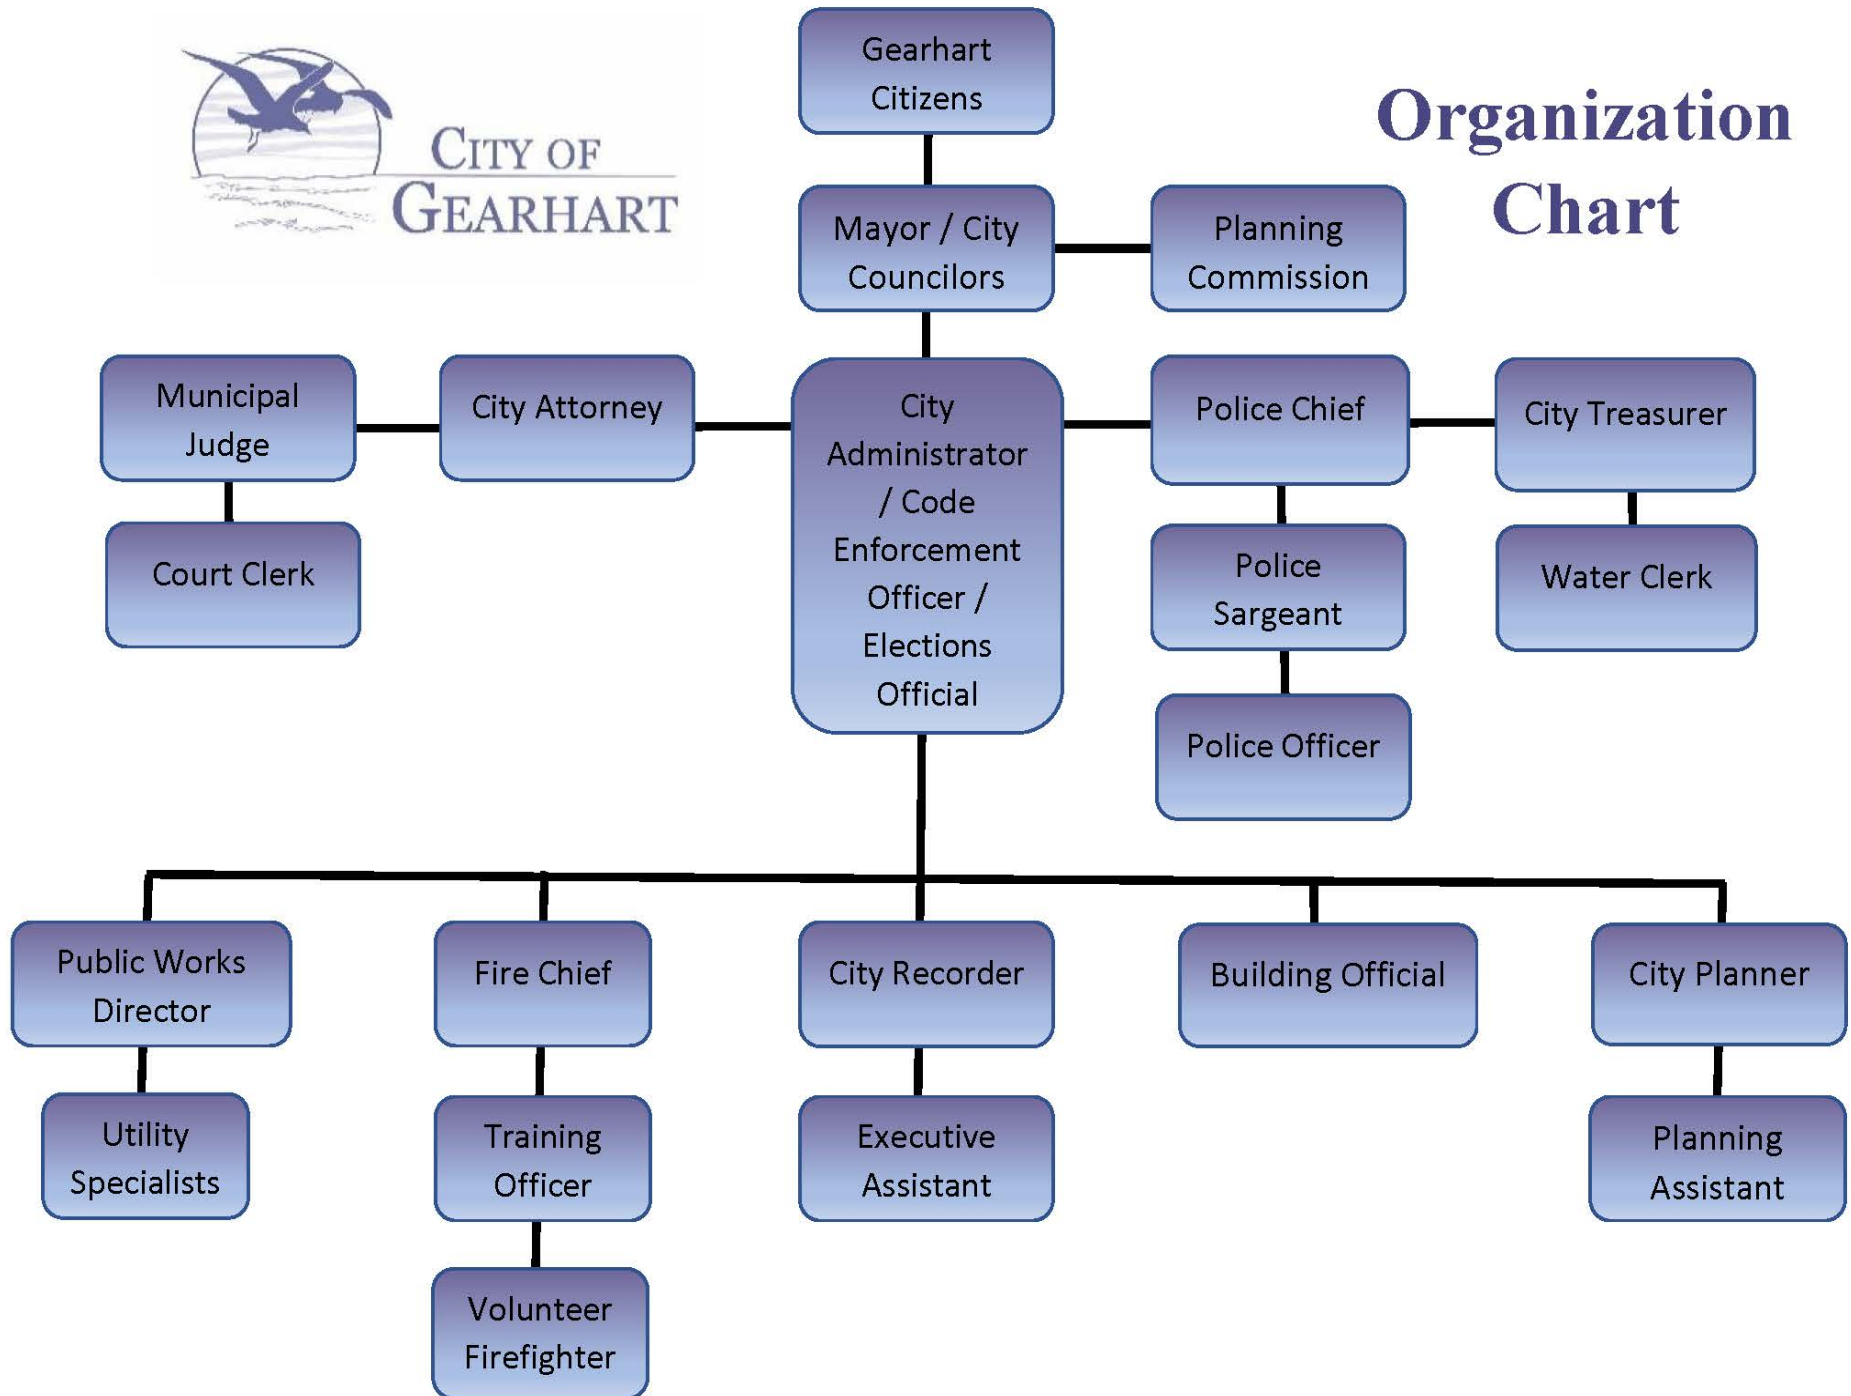 Gearhart
Citizens
CITY OF
GEARHART
Organization
Chart
Mayor / City
Councilors
Planning
Commission
Municipal
Judge
City Attorney
City
Administrator
/ Code
Enforcement
Officer /
Elections
Official
Police Chief
City Treasurer
Court Clerk
Police
Sargeant
Water Clerk
Police Officer
Public Works
Director
Fire Chief
City Recorder
Building Official
City Planner
Utility
Specialists
Training
Officer
Executive
Assistant
Planning
Assistant
Volunteer
Firefighter